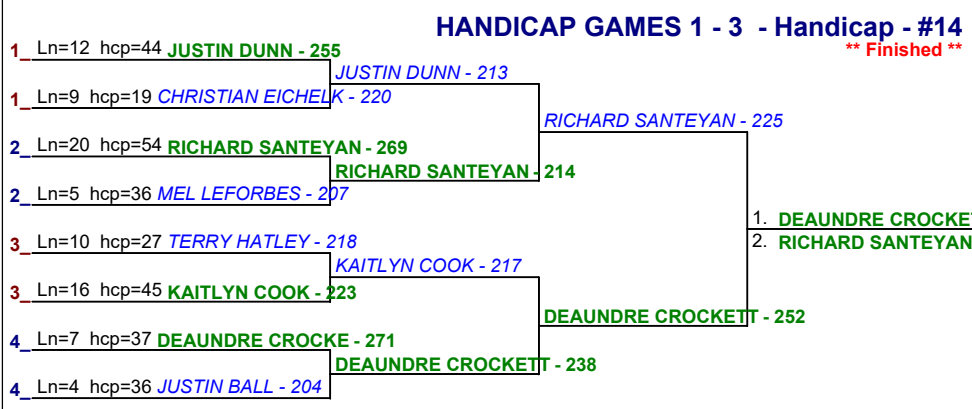 HANDICAP GAMES 1 - 3 - Handicap - #14
** Finished **
1_ Ln=12 hcp=44 JUSTIN DUNN - 255
JUSTIN DUNN - 213
1_ Ln=9 hcp=19 CHRISTIAN EICHELK - 220
RICHARD SANTEYAN - 225
2_ Ln=20 hcp=54 RICHARD SANTEYAN - 269
RICHARD SANTEYAN - 214
2_ Ln=5 hcp=36 MEL LEFORBES - 207
1. DEAUNDRE CROCKET
2. RICHARD SANTEYAN
3_ Ln=10 hcp=27 TERRY HATLEY - 218
KAITLYN COOK - 217
3_ Ln=16 hcp=45 KAITLYN COOK - 223
DEAUNDRE CROCKETT - 252
4_ Ln=7 hcp=37 DEAUNDRE CROCKE - 271
DEAUNDRE CROCKETT - 238
4_ Ln=4 hcp=36 JUSTIN BALL - 204